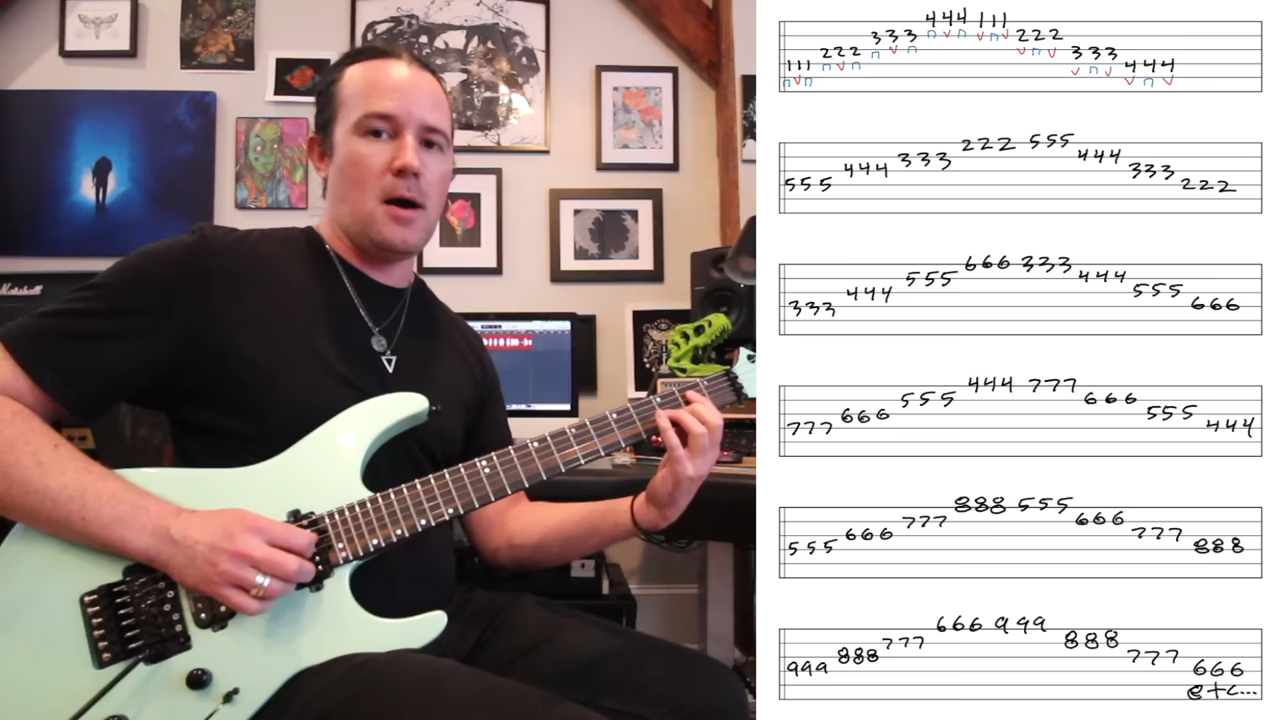 111 222 333 444 111 222 333 444
555 444 333 222 555 444 333 222
333 444 555 666 333 444 555 666
777 666 555 444 777 666 555 444
555 666 777 888 555 666 777 888
999 888 777 666 999 888 777 666
etc...
Marshall